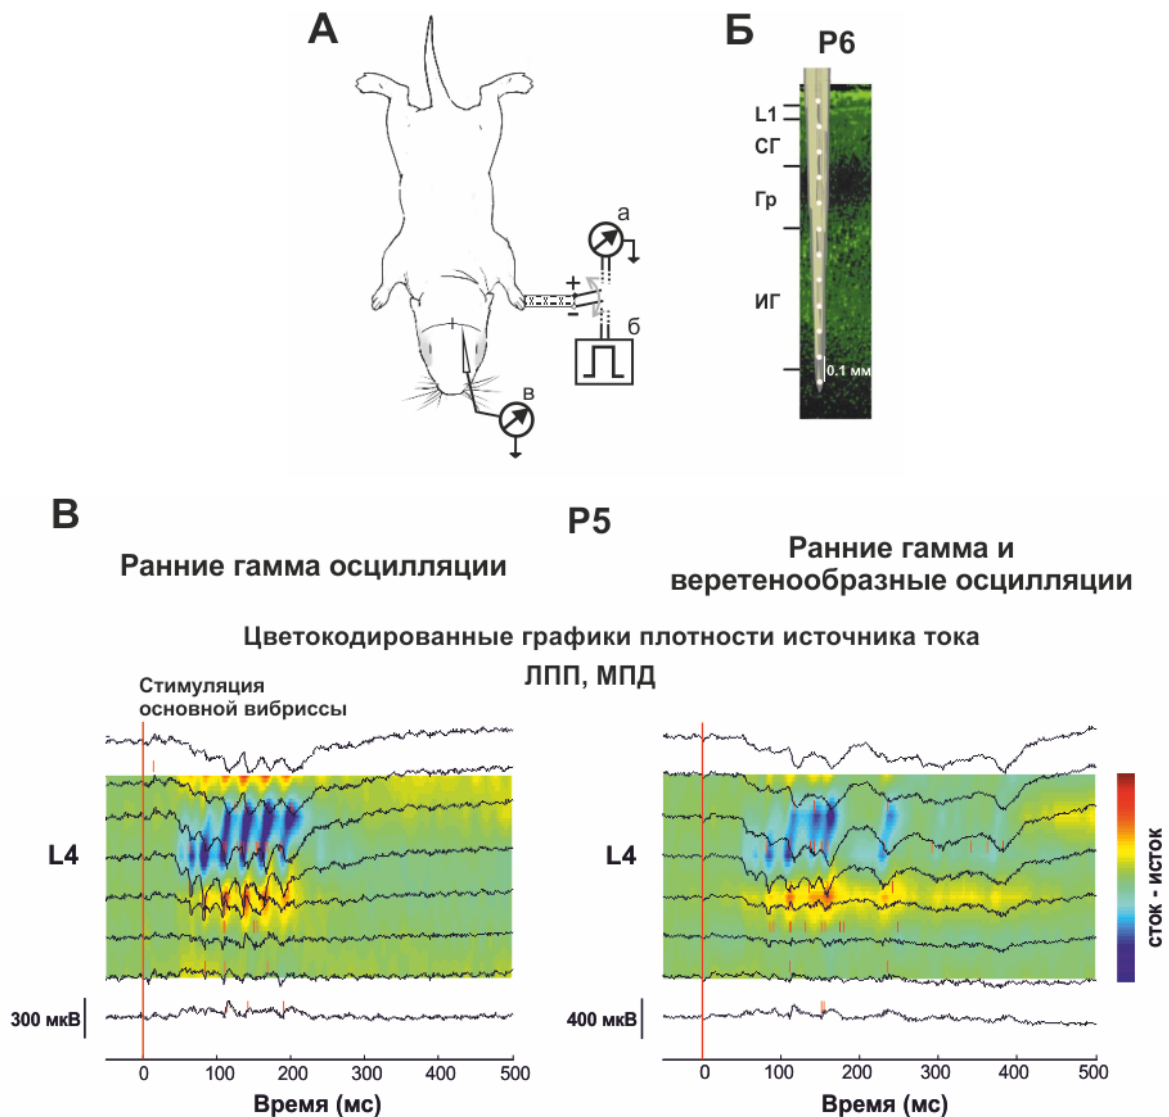 А
Б
P6
L1
СГ
Гр
ИГ
0.1 мм
а
+
-
б
в
В
P5
Ранние гамма осцилляции
Ранние гамма и
веретенообразные осцилляции
Цветокодированные графики плотности источника тока
ЛПП, МПД
Стимуляция
основной вибриссы
L4
L4
сток - исток
300 мкВ
400 мкВ
0 100 200 300 400 500
0 100 200 300 400 500
Время (мс)
Время (мс)